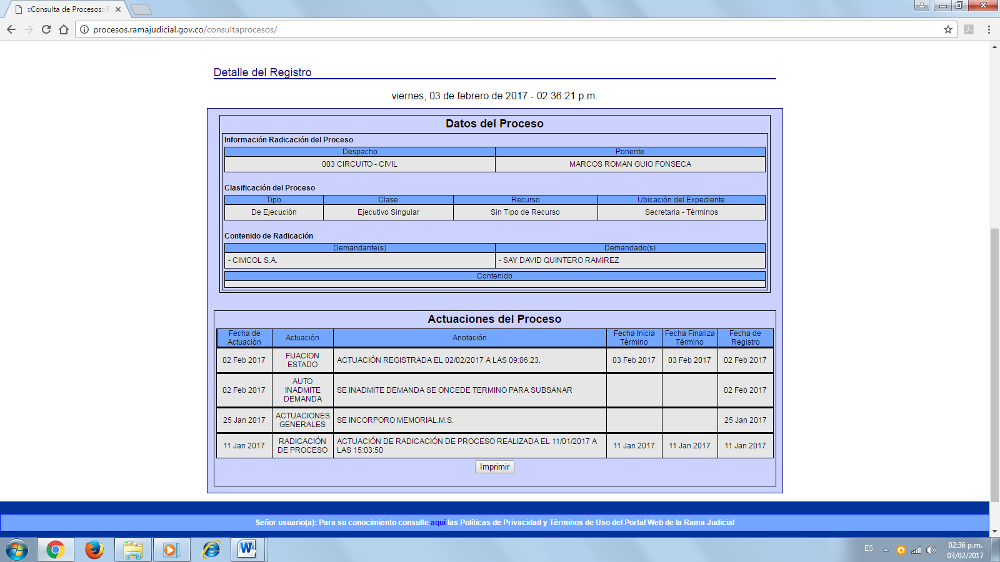 ::Consulta de Procesos::
procesos.ramajudicial.gov.co/consultaprocesos/
Detalle del Registro
viernes, 03 de febrero de 2017 - 02:36:21 p.m.
Datos del Proceso
Información Radicación del Proceso
Despacho Ponente
003 CIRCUITO - CIVIL MARCOS ROMAN GUIO FONSECA
Clasificación del Proceso
Tipo Clase Recurso Ubicación del Expediente
De Ejecución Ejecutivo Singular Sin Tipo de Recurso Secretaria - Términos
Contenido de Radicación
Demandante(s) Demandado(s)
- CIMCOL S.A. - SAY DAVID QUINTERO RAMIREZ
Contenido
Actuaciones del Proceso
Fecha de Actuación Actuación Anotación Fecha Inicia Término Fecha Finaliza Término Fecha de Registro
02 Feb 2017 FIJACION ESTADO ACTUACIÓN REGISTRADA EL 02/02/2017 A LAS 09:06:23. 03 Feb 2017 03 Feb 2017 02 Feb 2017
02 Feb 2017 AUTO INADMITE DEMANDA SE INADMITE DEMANDA SE ONCEDE TERMINO PARA SUBSANAR 02 Feb 2017
25 Jan 2017 ACTUACIONES GENERALES SE INCORPORO MEMORIAL.M.S. 25 Jan 2017
11 Jan 2017 RADICACIÓN DE PROCESO ACTUACIÓN DE RADICACIÓN DE PROCESO REALIZADA EL 11/01/2017 A LAS 15:03:50 11 Jan 2017 11 Jan 2017 11 Jan 2017
Imprimir
Señor usuario(a): Para su conocimiento consulte aquí las Políticas de Privacidad y Términos de Uso del Portal Web de la Rama Judicial
ES
02:36 p.m.
03/02/2017